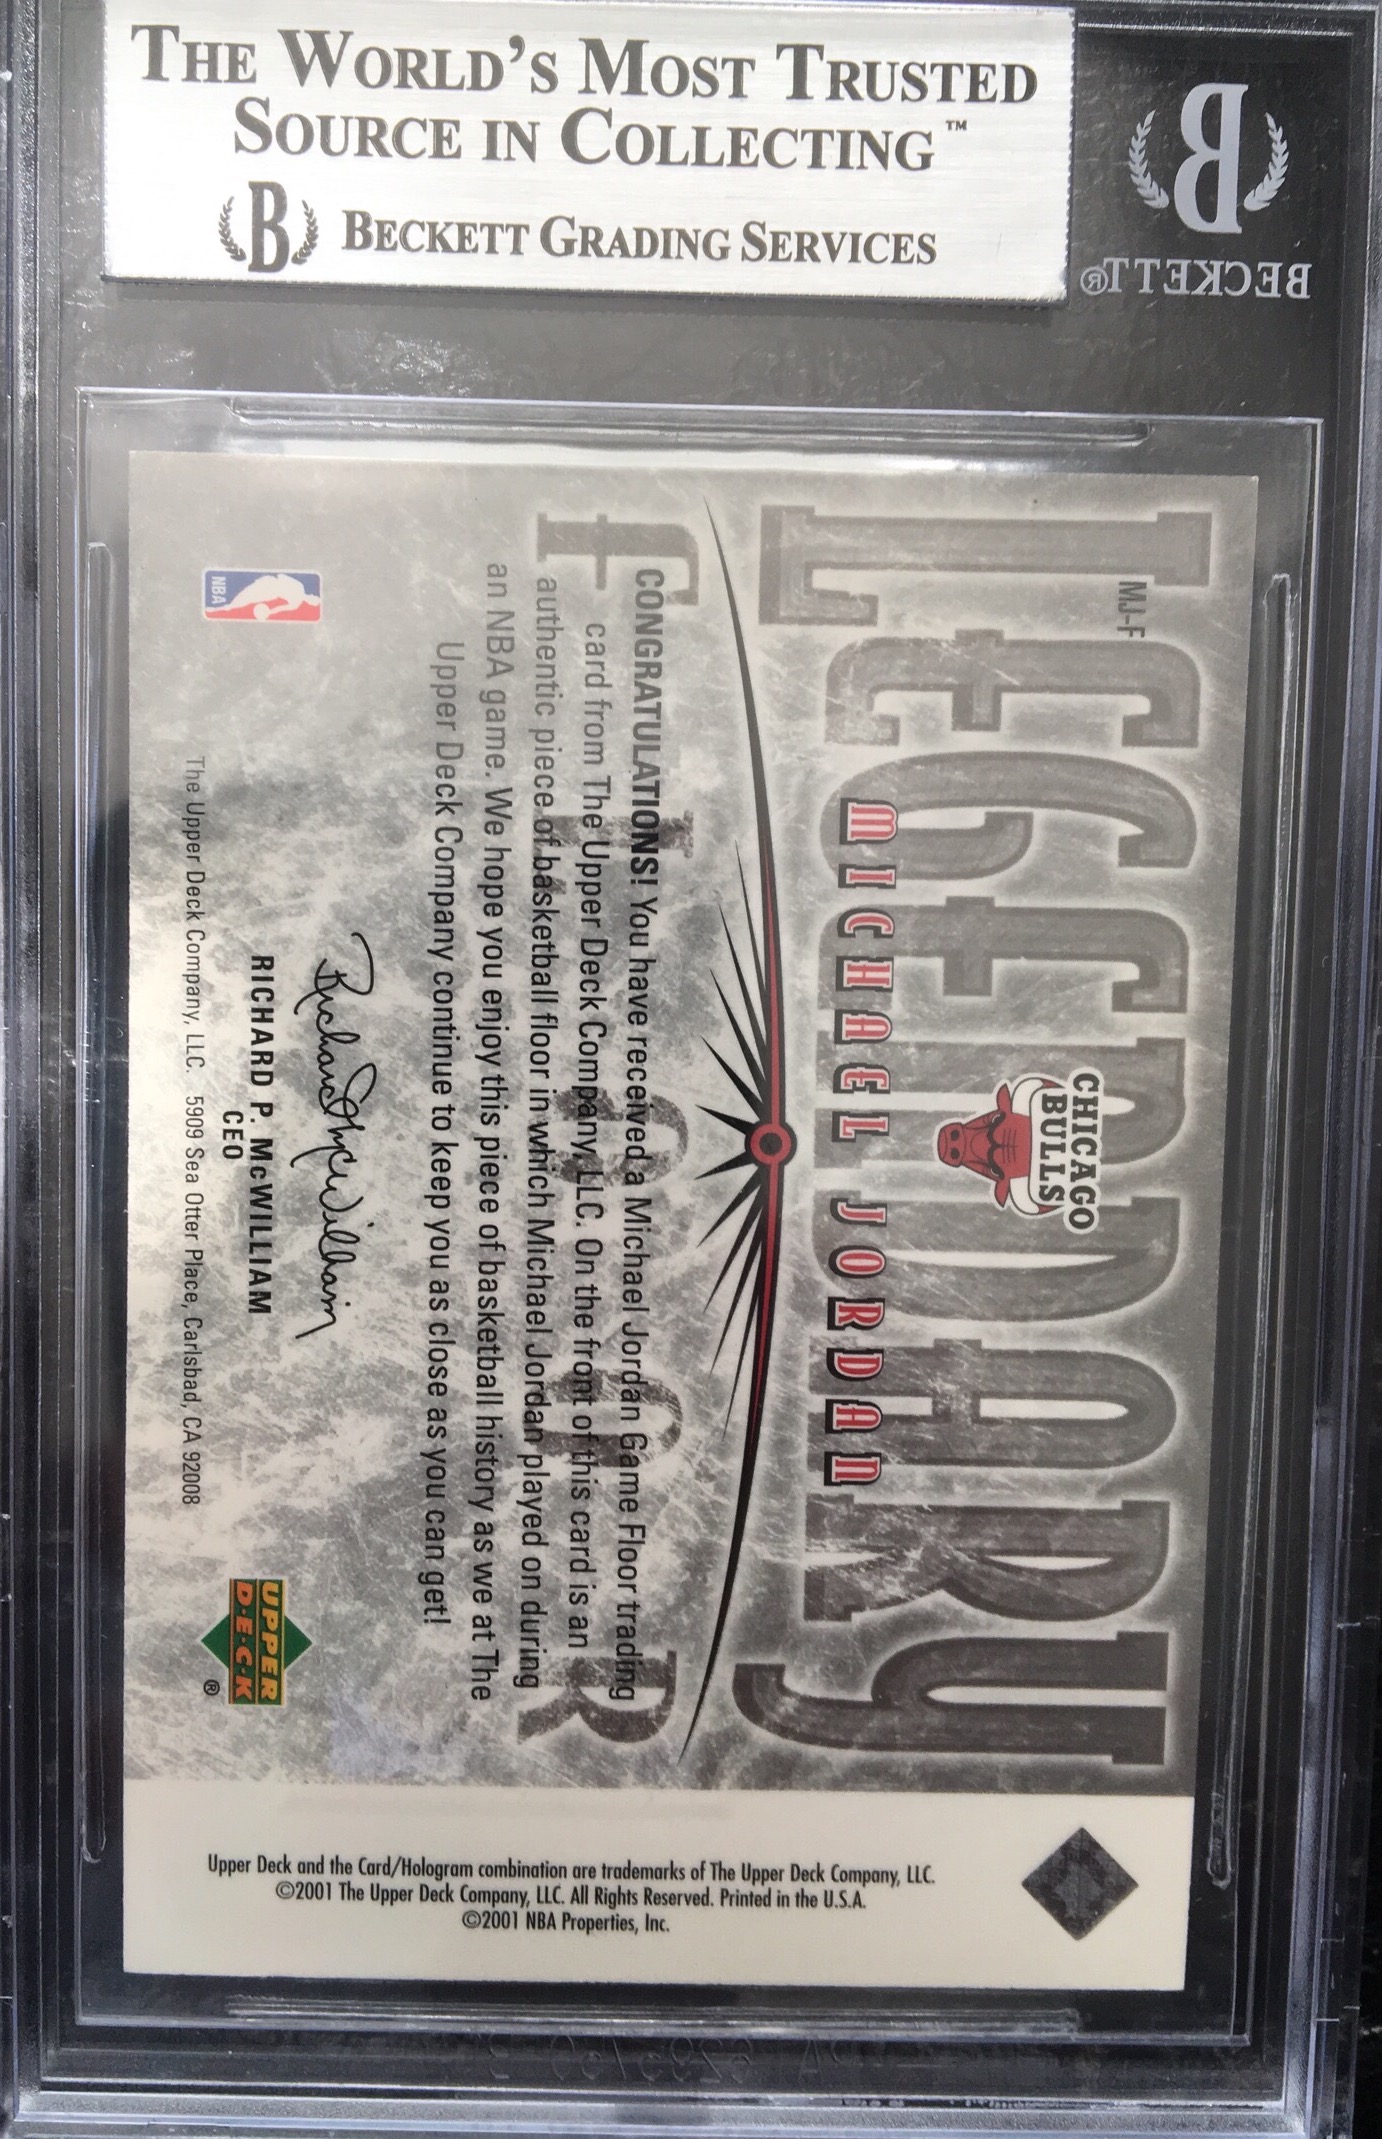 THE WORLD'S MOST TRUSTED
SOURCE IN COLLECTING™
B BECKETT GRADING SERVICES
B
BECKETT®
MJ-F
LEGENDARY
CHICAGO
BULLS
MICHAEL JORDAN
FLOOR
CONGRATULATIONS! You have received a Michael Jordan Game Floor trading
card from The Upper Deck Company, LLC. On the front of this card is an
authentic piece of basketball floor in which Michael Jordan played on during
an NBA game. We hope you enjoy this piece of basketball history as we at The
Upper Deck Company continue to keep you as close as you can get!
NBA
RICHARD P. McWILLIAM
CEO
UPPER
D·E·C·K
®
The Upper Deck Company, LLC. 5909 Sea Otter Place, Carlsbad, CA 92008
Upper Deck and the Card/Hologram combination are trademarks of The Upper Deck Company, LLC.
©2001 The Upper Deck Company, LLC. All Rights Reserved. Printed in the U.S.A.
©2001 NBA Properties, Inc.